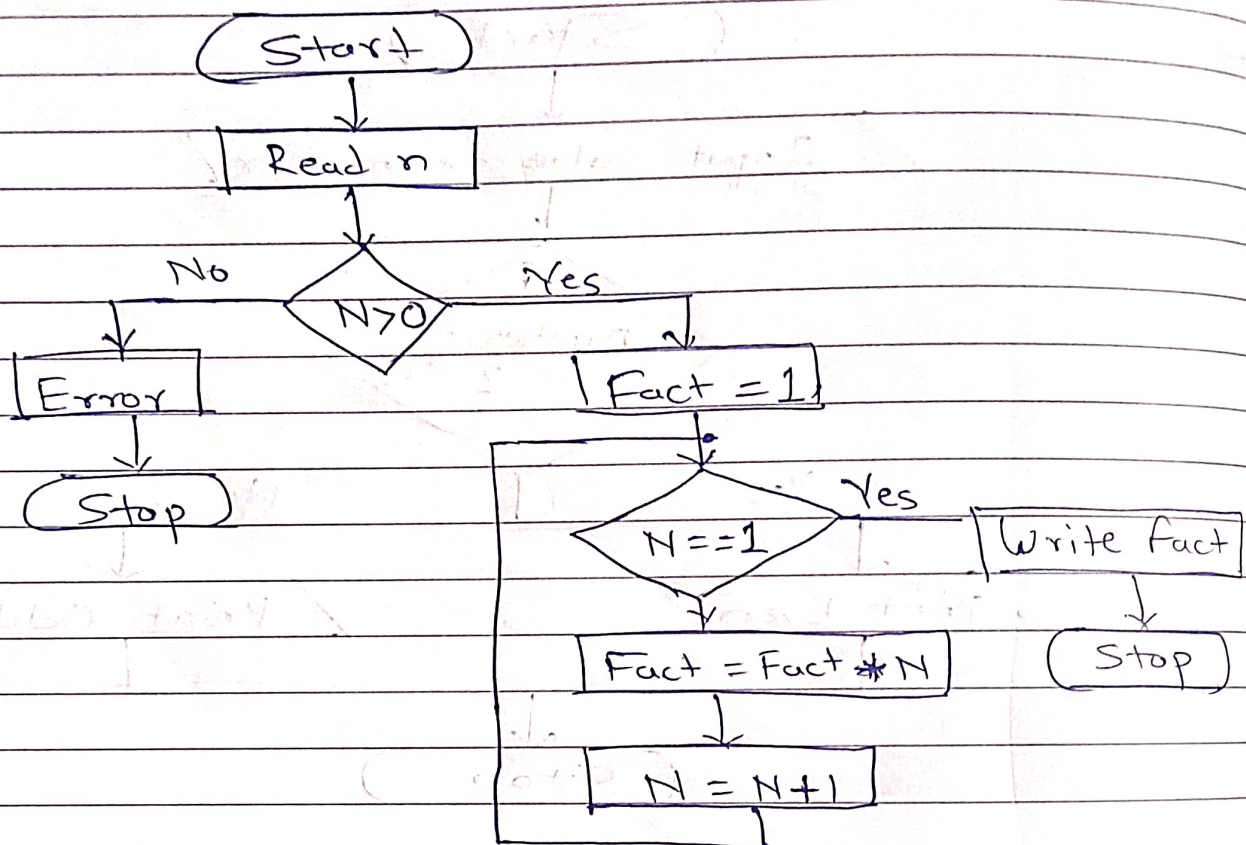 Start
Read n
No
Yes
N>0
Error
Fact = 1
Stop
Yes
N==1
Write fact
Fact = Fact * N
Stop
N = N+1